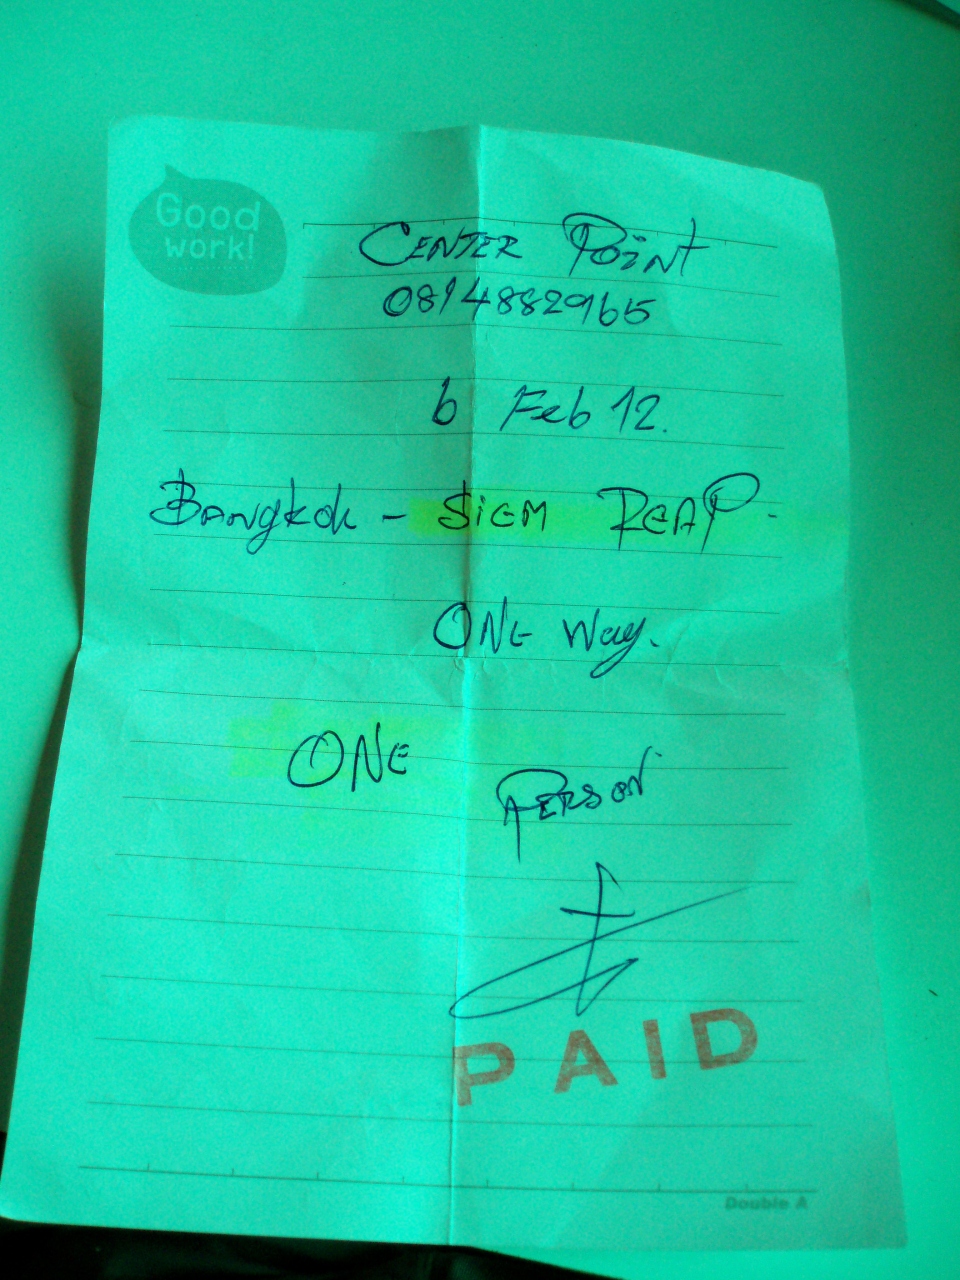 Good
work!
CENTER POINT
0814882965
6 Feb 12.
BANgkok - SiEM REAP.
ONE Way.
ONE PERSON
PAID
Double A